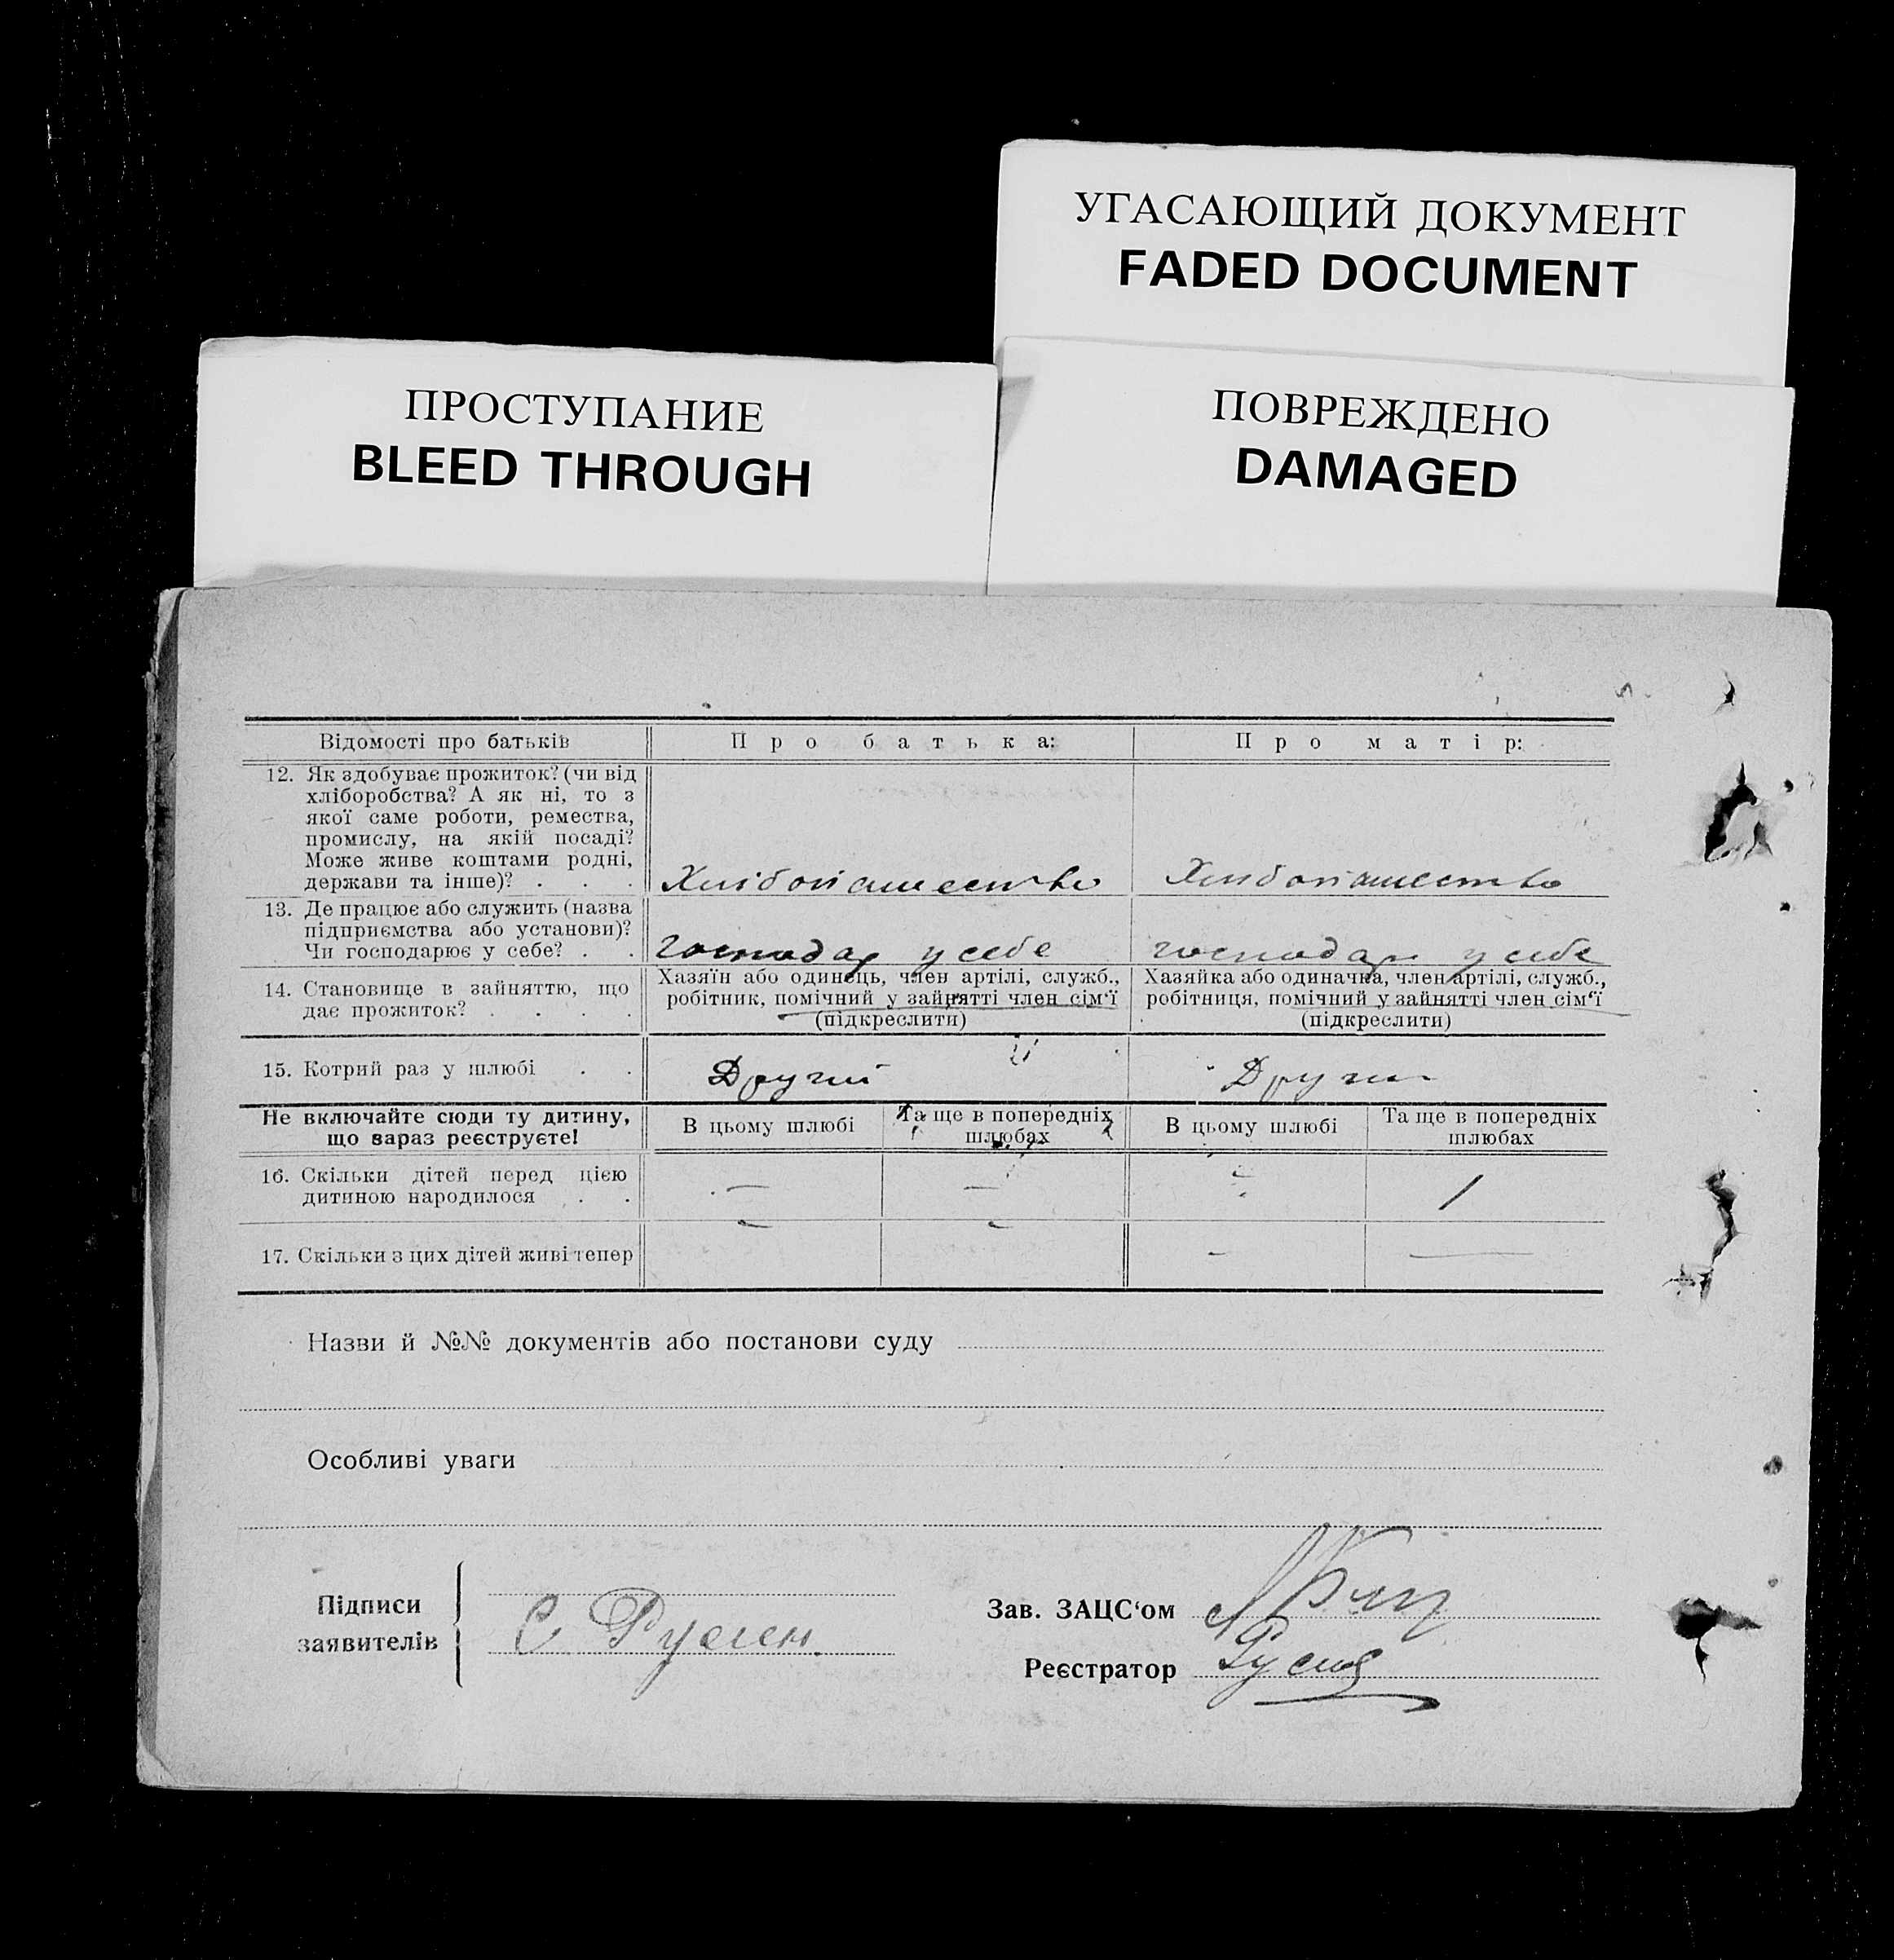 УГАСАЮЩИЙ ДОКУМЕНТ
FADED DOCUMENT
ПРОСТУПАНИЕ
BLEED THROUGH
ПОВРЕЖДЕНО
DAMAGED
Відомості про батьків
Про батька:
Про матір:
12. Як здобуває прожиток? (чи від
хліборобства? А як ні, то з
якої саме роботи, ремества,
промислу, на якій посаді?
Може живе коштами родні,
держави та інше)? . . .
Хлібопашество
Хлібопашество
13. Де працює або служить (назва
підприємства або установи)?
Чи господарює у себе? . .
господар у себе
господар у себе
14. Становище в зайняттю, що
дає прожиток? . . . .
Хазяїн або одинець, член артілі, служб.,
робітник, помічний у зайнятті член сім'ї
(підкреслити)
Хазяйка або одиначка, член артілі, служб.,
робітниця, помічний у зайнятті член сім'ї
(підкреслити)
15. Котрий раз у шлюбі . .
Другий
Други
Не включайте сюди ту дитину,
що зараз реєструєте!
В цьому шлюбі
Та ще в попередніх
шлюбах
В цьому шлюбі
Та ще в попередніх
шлюбах
16. Скільки дітей перед цією
дитиною народилося . .
— — - 1
17. Скільки з цих дітей живі тепер
- - - —
Назви й №№ документів або постанови суду
Особливі уваги
Підписи
заявителів
С. Русин.
Зав. ЗАЦС'ом
Реєстратор